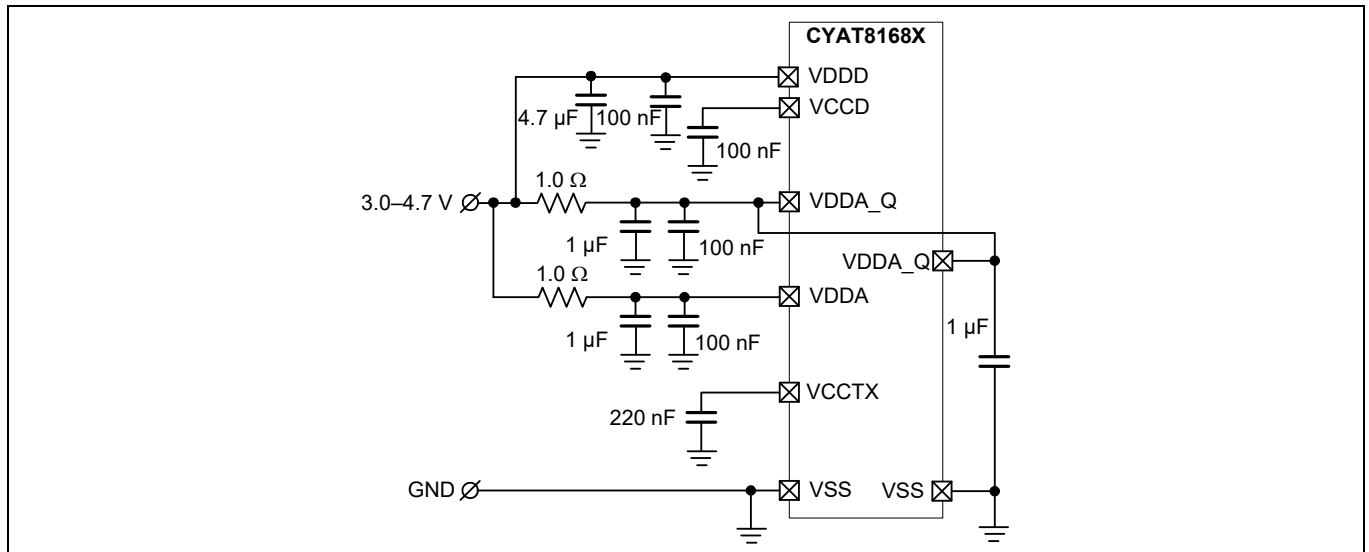 CYAT8168X
VDDD
VCCD
4.7 µF 100 nF
100 nF
1.0 Ω
3.0–4.7 V
VDDA_Q
1 µF
100 nF
VDDA_Q
1.0 Ω
VDDA
1 µF
1 µF
100 nF
VCCTX
220 nF
GND
VSS
VSS